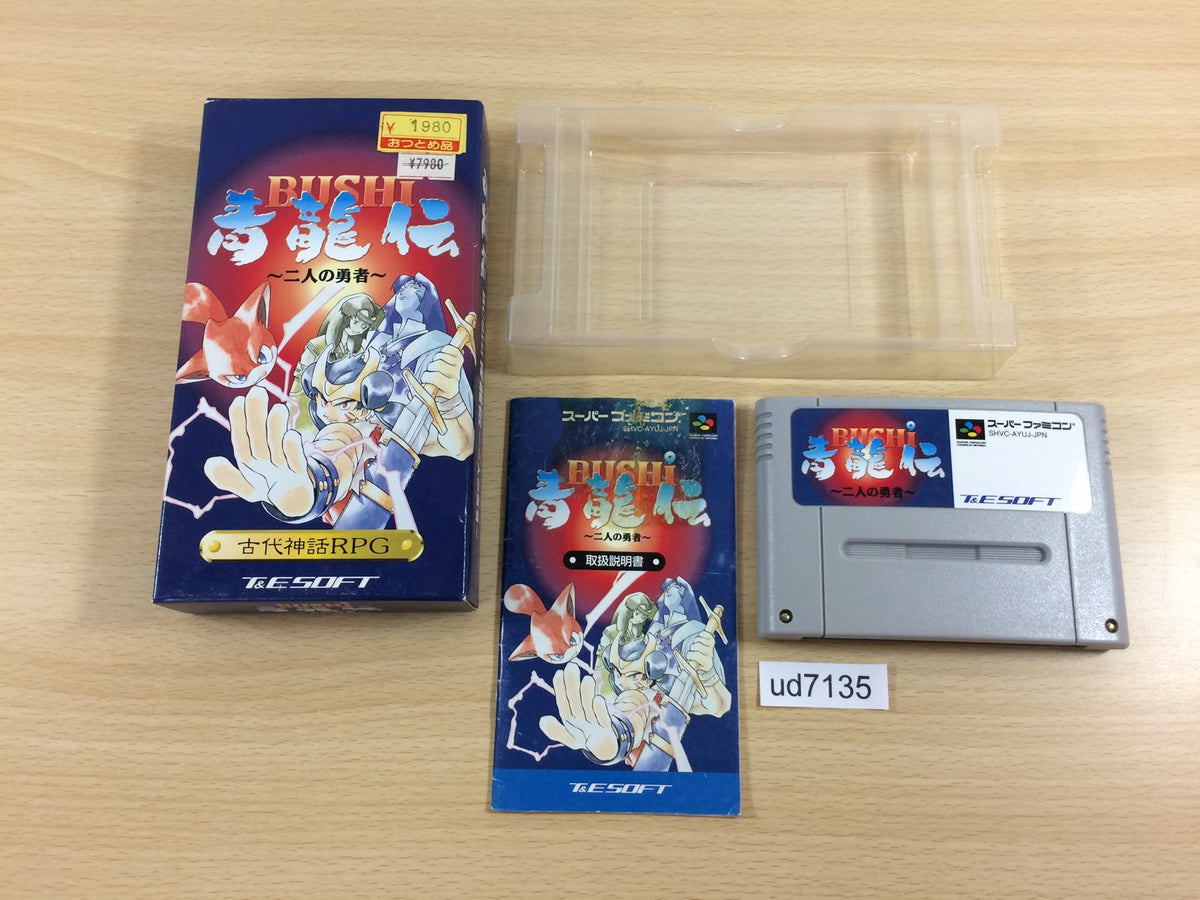 ¥ 1980
おつとめ品
¥7980
BUSHi
青龍伝
~二人の勇者~
古代神話RPG
T&E SOFT
スーパーファミコン
SHVC-AYUJ-JPN
BUSHi
青龍伝
~二人の勇者~
取扱説明書
T&E SOFT
BUSHi
青龍伝
~二人の勇者~
スーパーファミコン
SHVC-AYUJ-JPN
T&E SOFT
ud7135